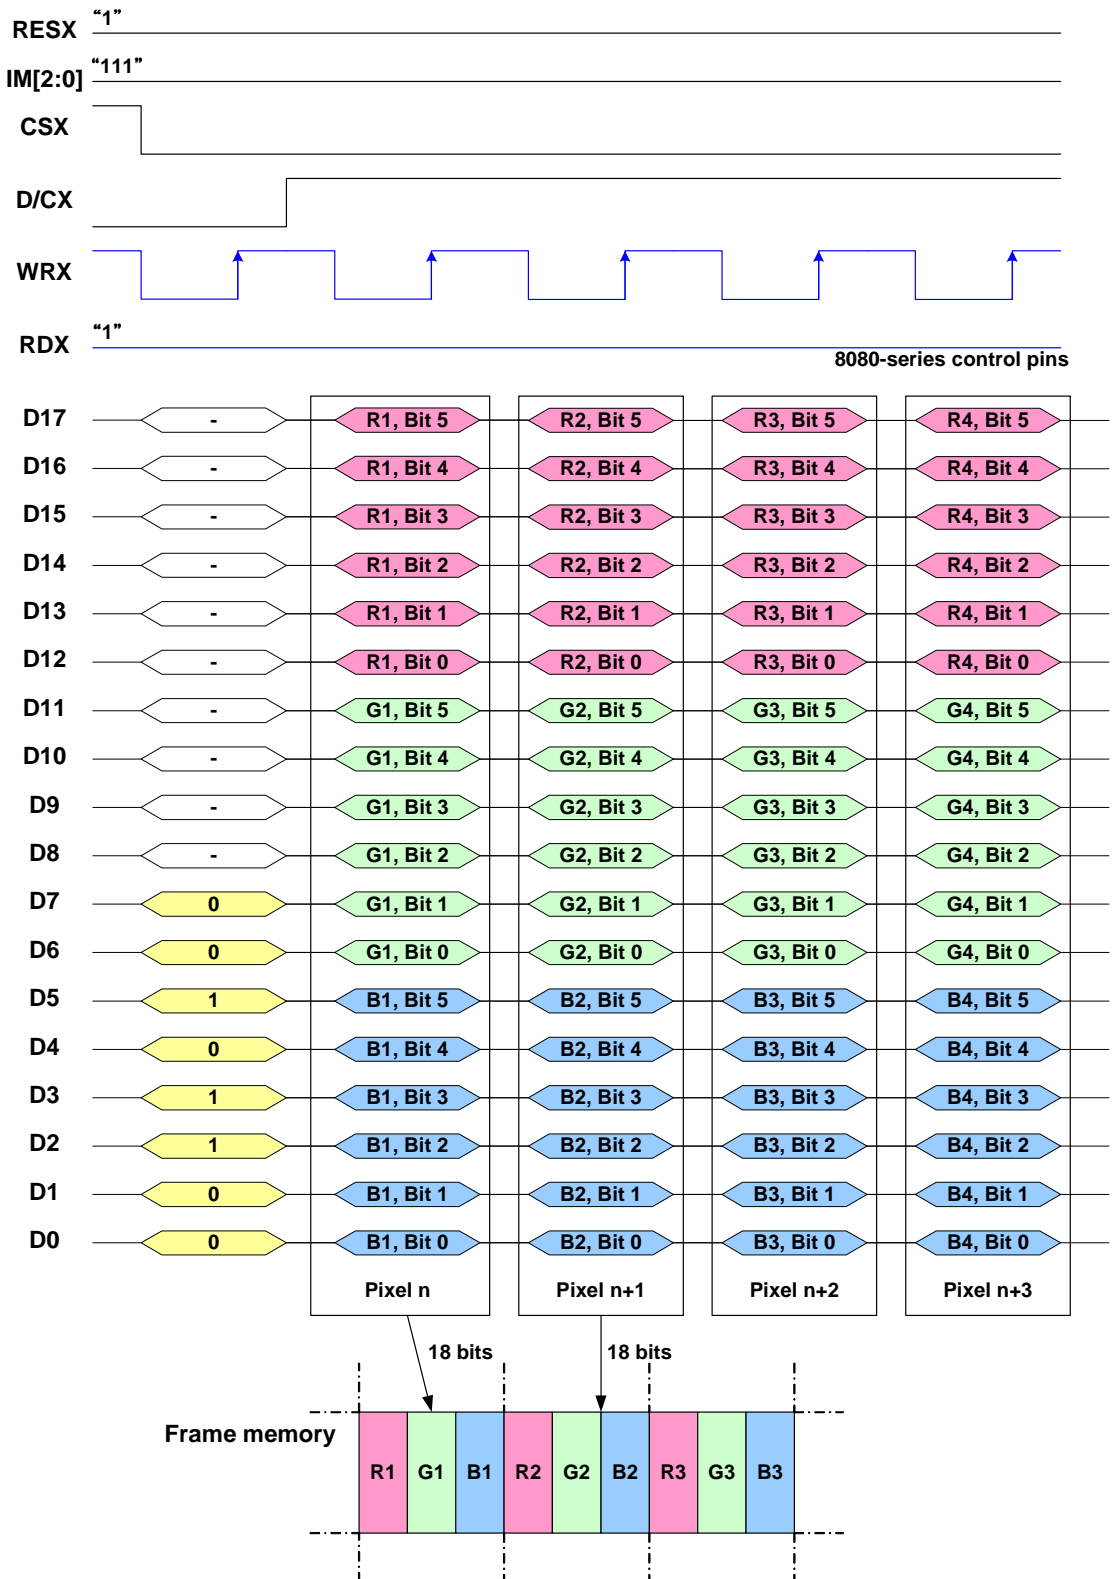 RESX “1”
IM[2:0] “111”
CSX
D/CX
WRX
RDX “1”
8080-series control pins
D17 - R1, Bit 5 R2, Bit 5 R3, Bit 5 R4, Bit 5
D16 - R1, Bit 4 R2, Bit 4 R3, Bit 4 R4, Bit 4
D15 - R1, Bit 3 R2, Bit 3 R3, Bit 3 R4, Bit 3
D14 - R1, Bit 2 R2, Bit 2 R3, Bit 2 R4, Bit 2
D13 - R1, Bit 1 R2, Bit 1 R3, Bit 1 R4, Bit 1
D12 - R1, Bit 0 R2, Bit 0 R3, Bit 0 R4, Bit 0
D11 - G1, Bit 5 G2, Bit 5 G3, Bit 5 G4, Bit 5
D10 - G1, Bit 4 G2, Bit 4 G3, Bit 4 G4, Bit 4
D9 - G1, Bit 3 G2, Bit 3 G3, Bit 3 G4, Bit 3
D8 - G1, Bit 2 G2, Bit 2 G3, Bit 2 G4, Bit 2
D7 0 G1, Bit 1 G2, Bit 1 G3, Bit 1 G4, Bit 1
D6 0 G1, Bit 0 G2, Bit 0 G3, Bit 0 G4, Bit 0
D5 1 B1, Bit 5 B2, Bit 5 B3, Bit 5 B4, Bit 5
D4 0 B1, Bit 4 B2, Bit 4 B3, Bit 4 B4, Bit 4
D3 1 B1, Bit 3 B2, Bit 3 B3, Bit 3 B4, Bit 3
D2 1 B1, Bit 2 B2, Bit 2 B3, Bit 2 B4, Bit 2
D1 0 B1, Bit 1 B2, Bit 1 B3, Bit 1 B4, Bit 1
D0 0 B1, Bit 0 B2, Bit 0 B3, Bit 0 B4, Bit 0
Pixel n Pixel n+1 Pixel n+2 Pixel n+3
18 bits 18 bits
Frame memory
R1 G1 B1 R2 G2 B2 R3 G3 B3